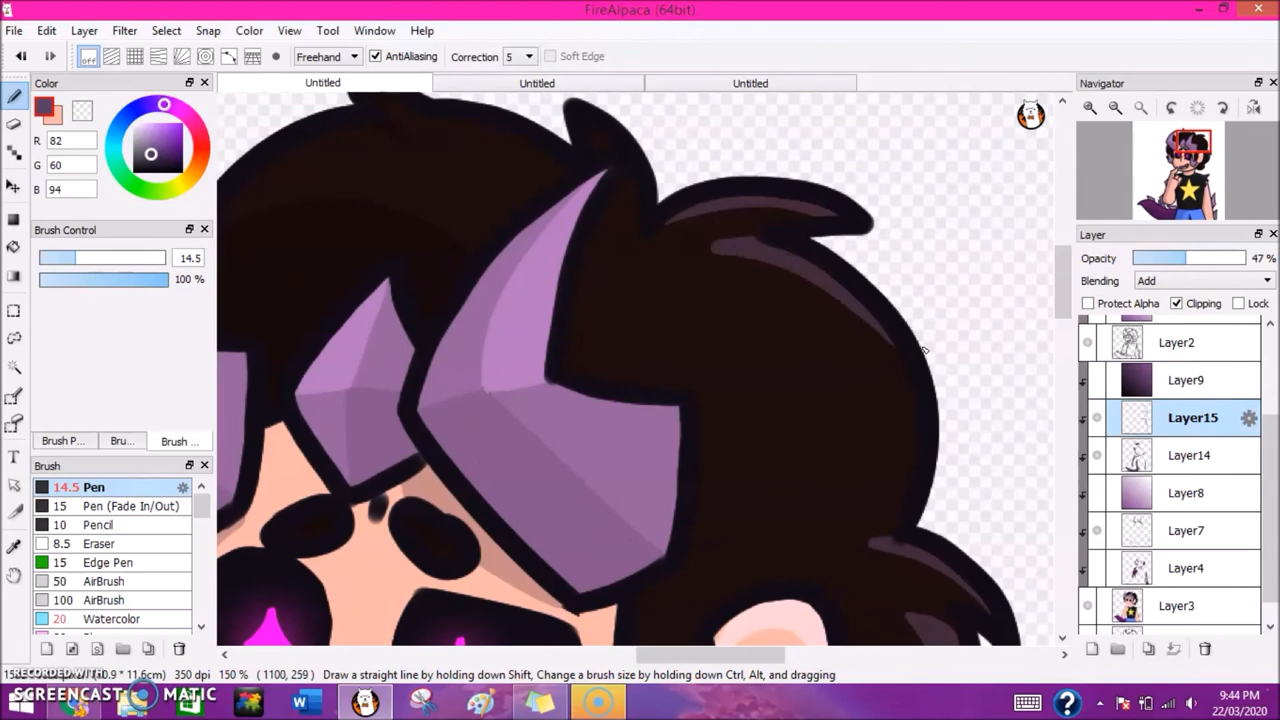 FireAlpaca (64bit)
File Edit Layer Filter Select Snap Color View Tool Window Help
off Freehand AntiAliasing Correction 5 Soft Edge
Color
Untitled Untitled Untitled
Navigator
R 82
G 60
B 94
Brush Control
14.5
100 %
Layer
Opacity 47 %
Blending Add
Protect Alpha Clipping Lock
Layer2
Layer9
Layer15
Layer14
Layer8
Layer7
Layer4
Layer3
Brush P... Bru... Brush ...
Brush
14.5 Pen
15 Pen (Fade In/Out)
10 Pencil
8.5 Eraser
15 Edge Pen
50 AirBrush
100 AirBrush
20 Watercolor
350 dpi 150 % (1100, 259) Draw a straight line by holding down Shift, Change a brush size by holding down Ctrl, Alt, and dragging
RECORDED WITH
SCREENCAST MATIC
9:44 PM
22/03/2020